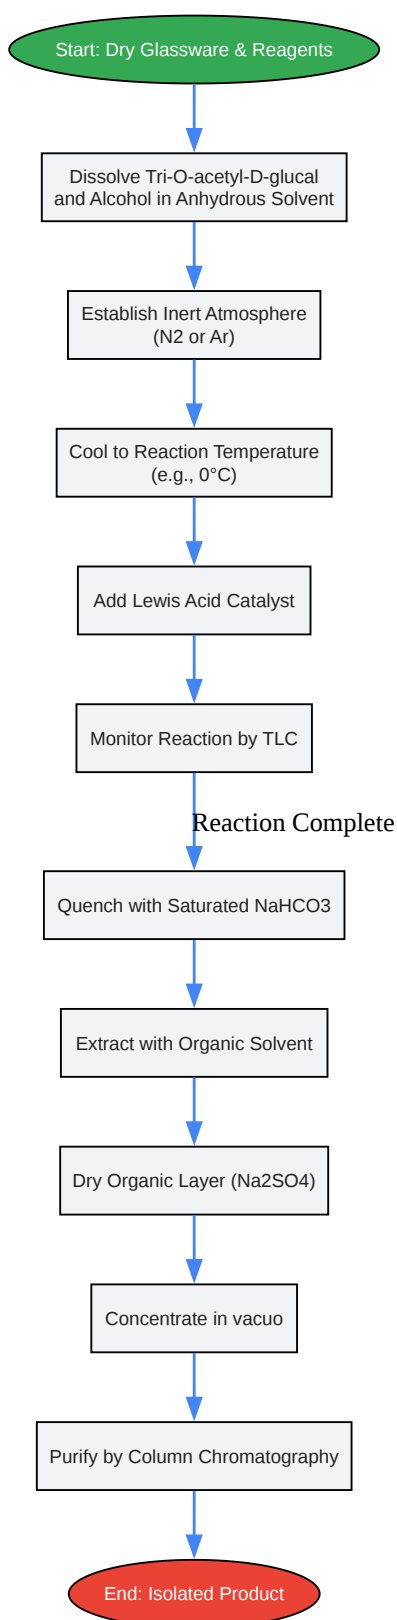 Start: Dry Glassware & Reagents
Dissolve Tri-O-acetyl-D-glucal
and Alcohol in Anhydrous Solvent
Establish Inert Atmosphere
(N2 or Ar)
Cool to Reaction Temperature
(e.g., 0°C)
Add Lewis Acid Catalyst
Monitor Reaction by TLC
Reaction Complete
Quench with Saturated NaHCO3
Extract with Organic Solvent
Dry Organic Layer (Na2SO4)
Concentrate in vacuo
Purify by Column Chromatography
End: Isolated Product